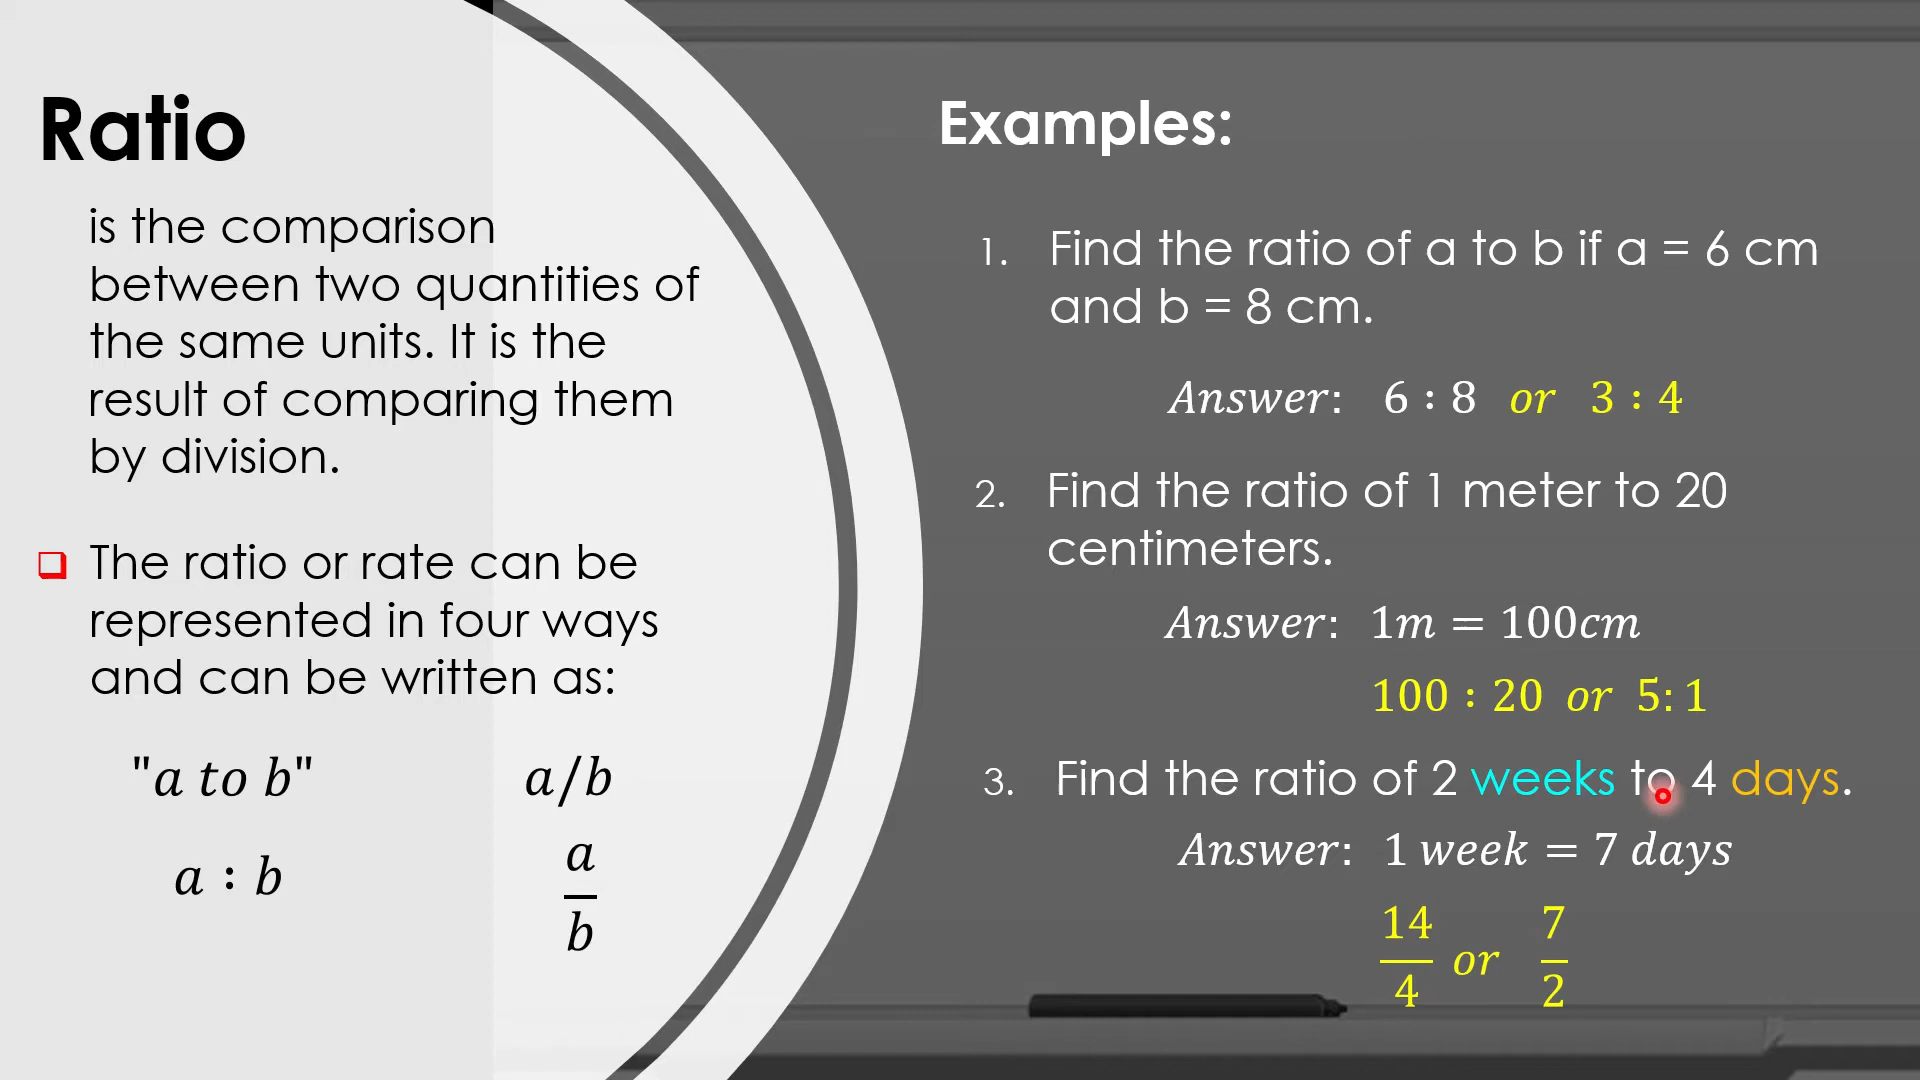 Ratio
is the comparison
between two quantities of
the same units. It is the
result of comparing them
by division.
❑ The ratio or rate can be
represented in four ways
and can be written as:
"a to b" a/b
a : b a/b
Examples:
1. Find the ratio of a to b if a = 6 cm
and b = 8 cm.
Answer: 6 : 8 or 3 : 4
2. Find the ratio of 1 meter to 20
centimeters.
Answer: 1m = 100cm
100 : 20 or 5: 1
3. Find the ratio of 2 weeks to 4 days.
Answer: 1 week = 7 days
14/4 or 7/2